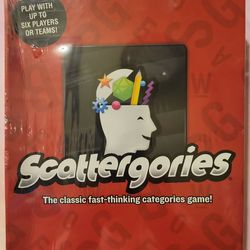 PLAY WITH
UP TO
SIX PLAYERS
OR TEAMS!
Scattergories
The classic fast-thinking categories game!